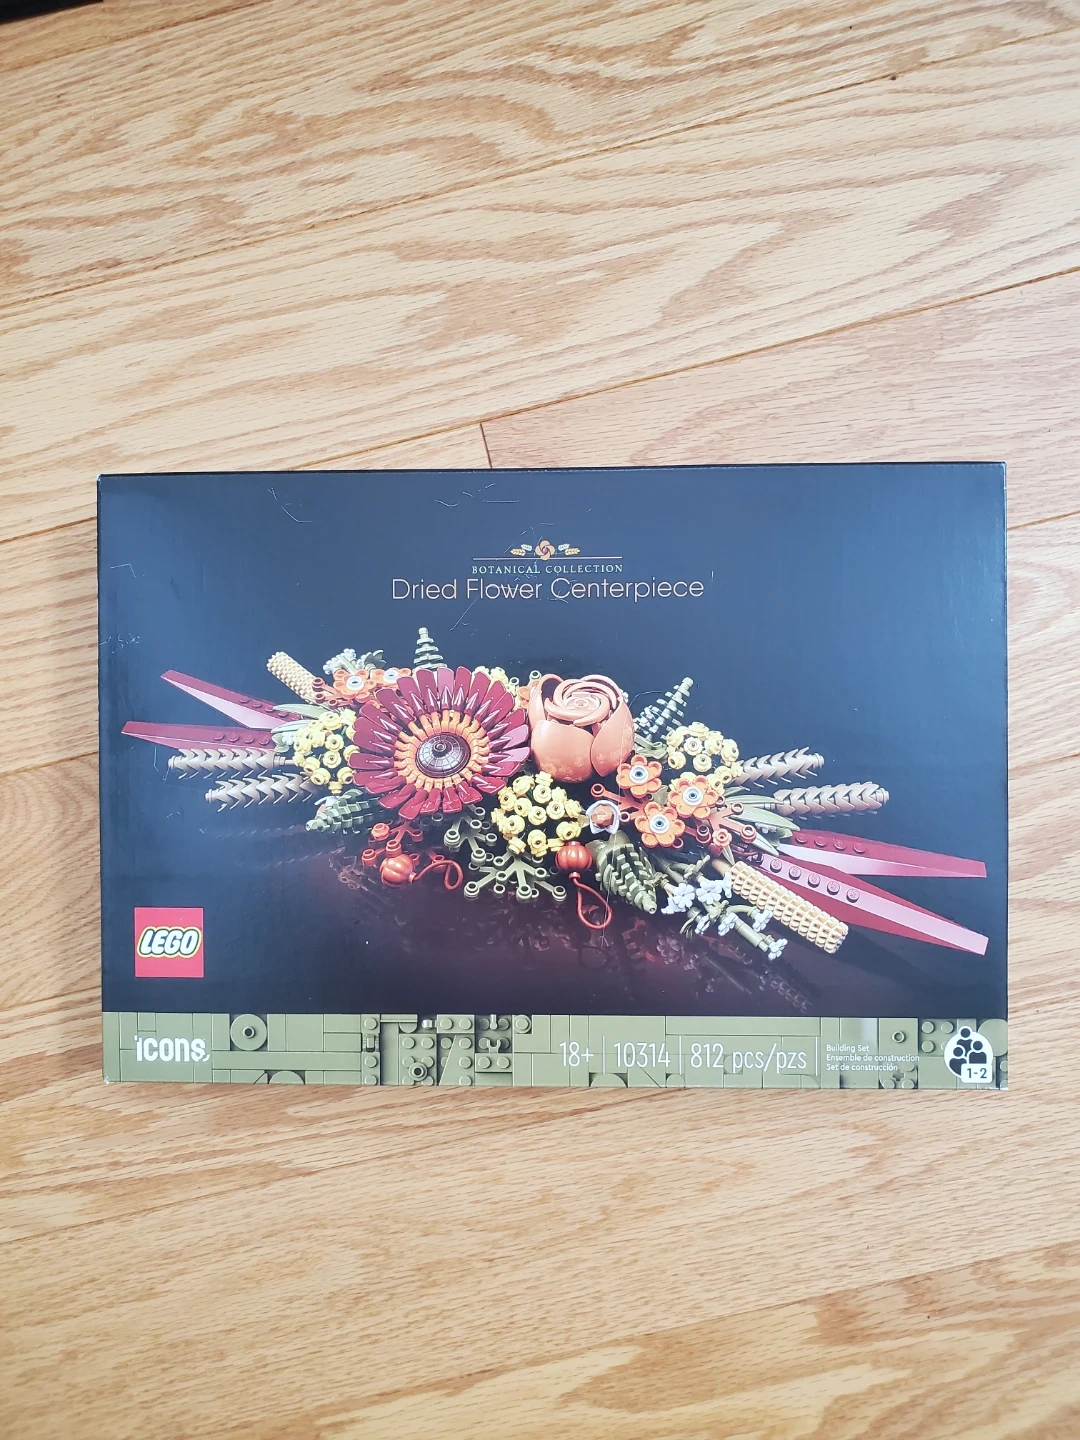 BOTANICAL COLLECTION
Dried Flower Centerpiece
LEGO
icons
18+ | 10314 | 812 pcs/pzs
Building Set
Ensemble de construction
Set de construcción
1-2